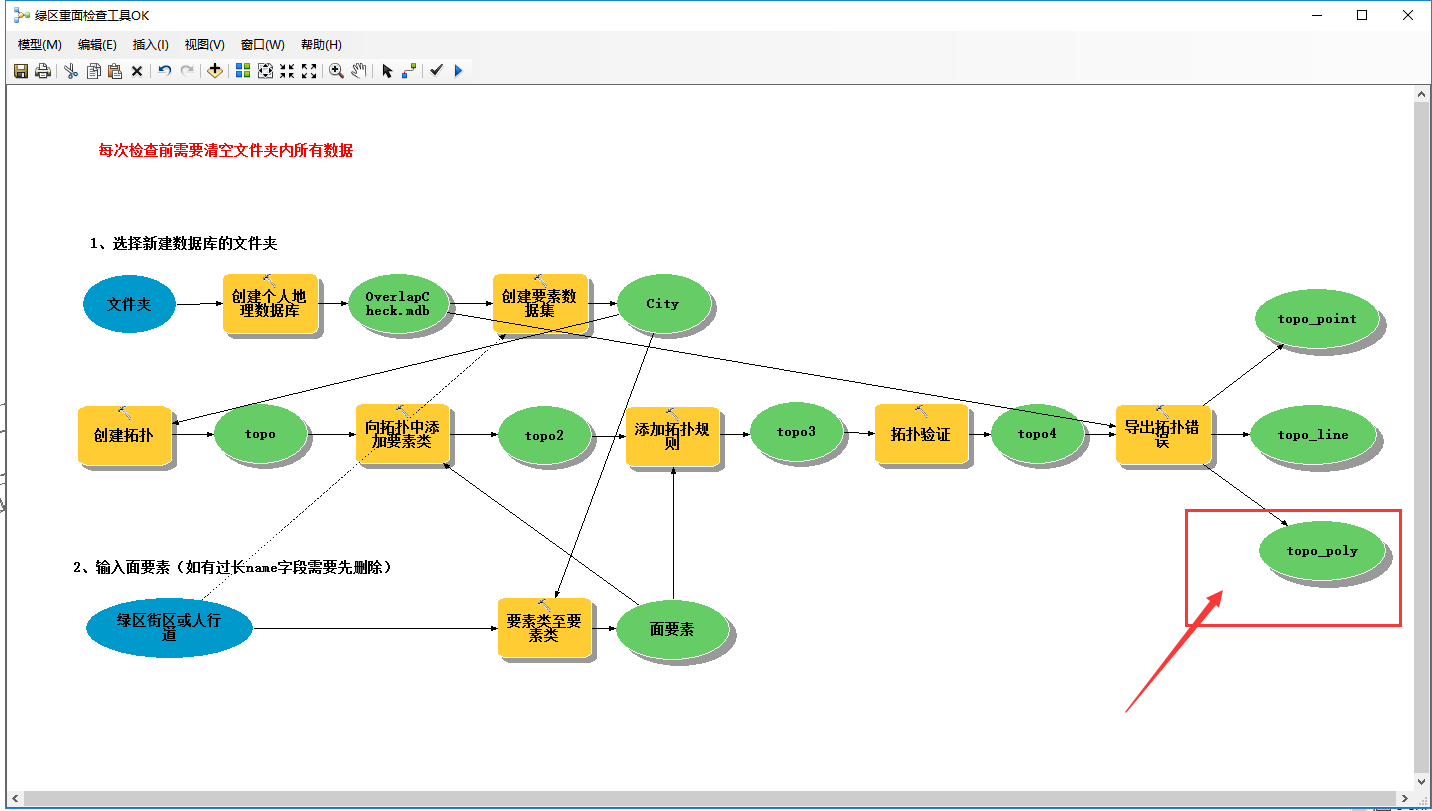 绿区重面检查工具OK
模型(M) 编辑(E) 插入(I) 视图(V) 窗口(W) 帮助(H)
每次检查前需要清空文件夹内所有数据
1、选择新建数据库的文件夹
文件夹
创建个人地
理数据库
OverlapC
heck.mdb
创建要素数
据集
City
topo_point
创建拓扑
topo
向拓扑中添
加要素类
topo2
添加拓扑规
则
topo3
拓扑验证
topo4
导出拓扑错
误
topo_line
topo_poly
2、输入面要素（如有过长name字段需要先删除）
绿区街区或人行
道
要素类至要
素类
面要素